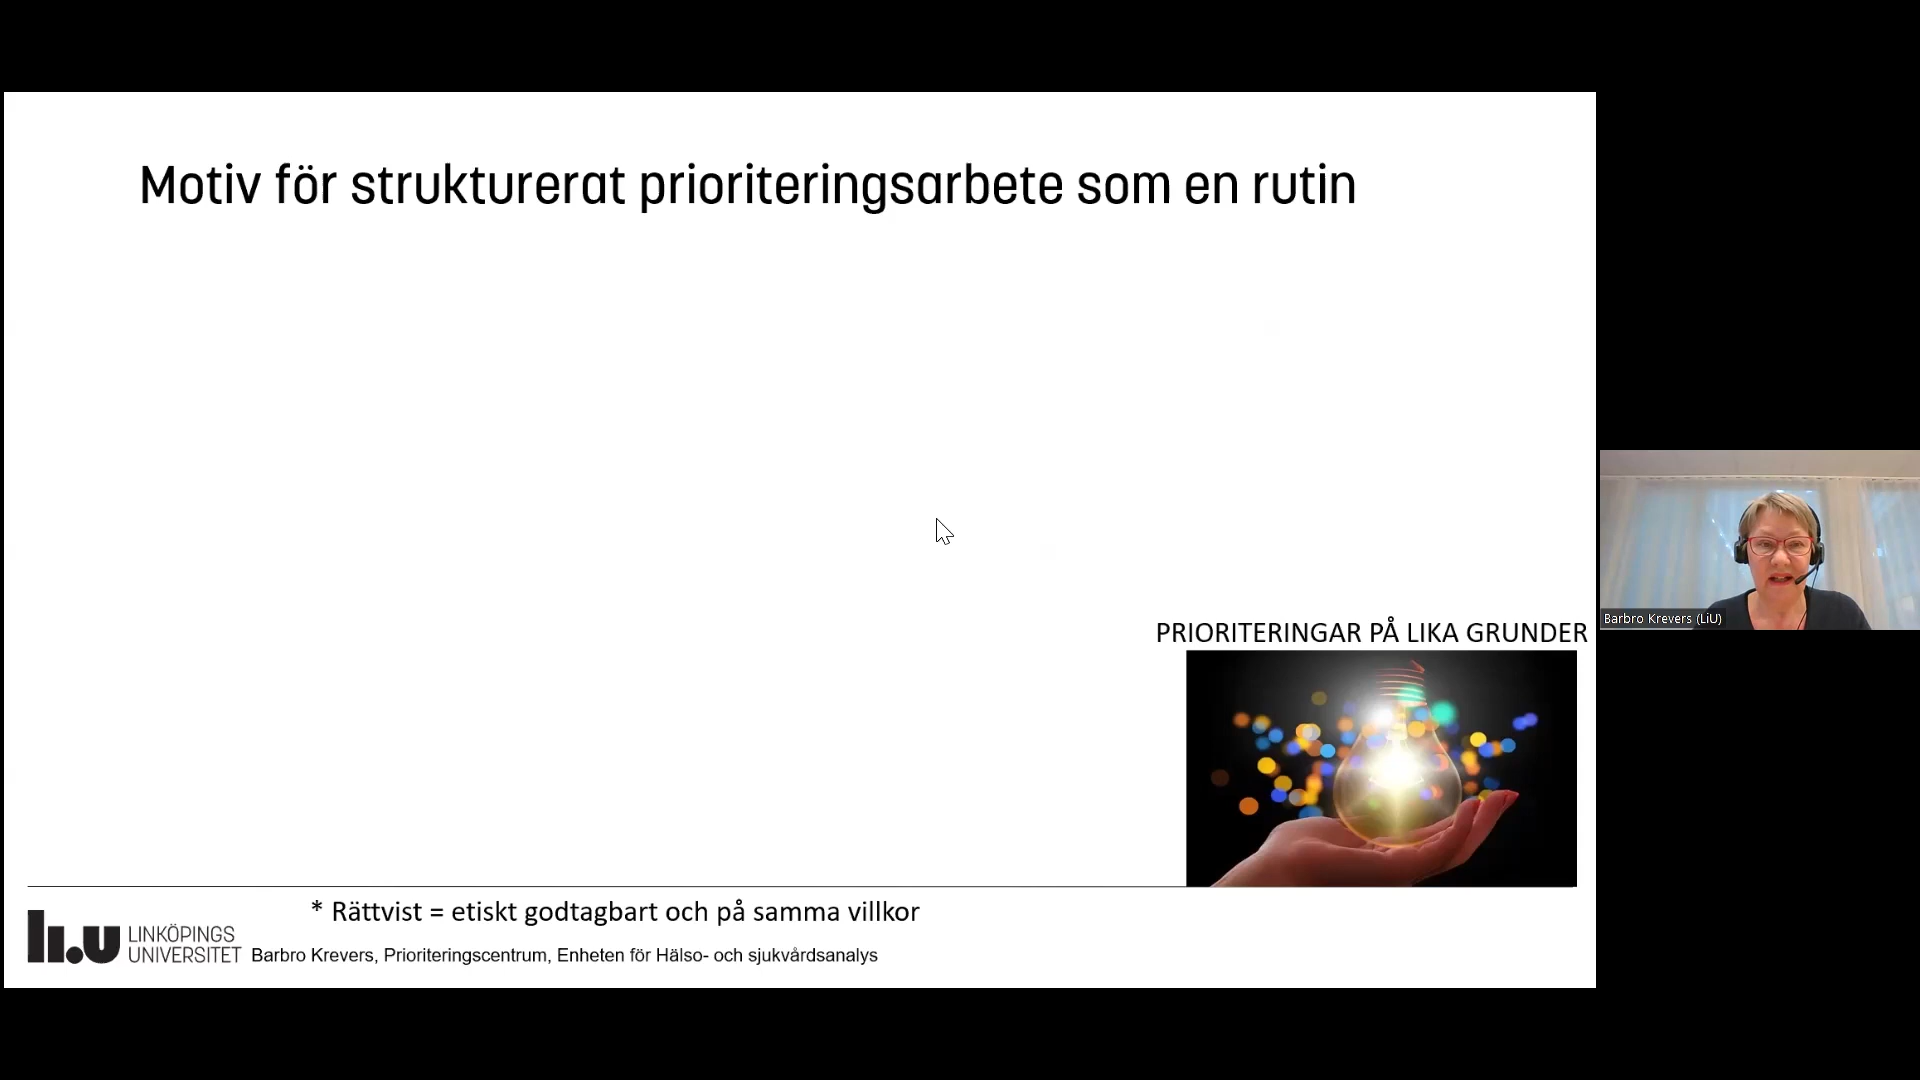 Motiv för strukturerat prioriteringsarbete som en rutin
PRIORITERINGAR PÅ LIKA GRUNDER
Barbro Krevers (LiU)
* Rättvist = etiskt godtagbart och på samma villkor
LINKÖPINGS
UNIVERSITET
Barbro Krevers, Prioriteringscentrum, Enheten för Hälso- och sjukvårdsanalys